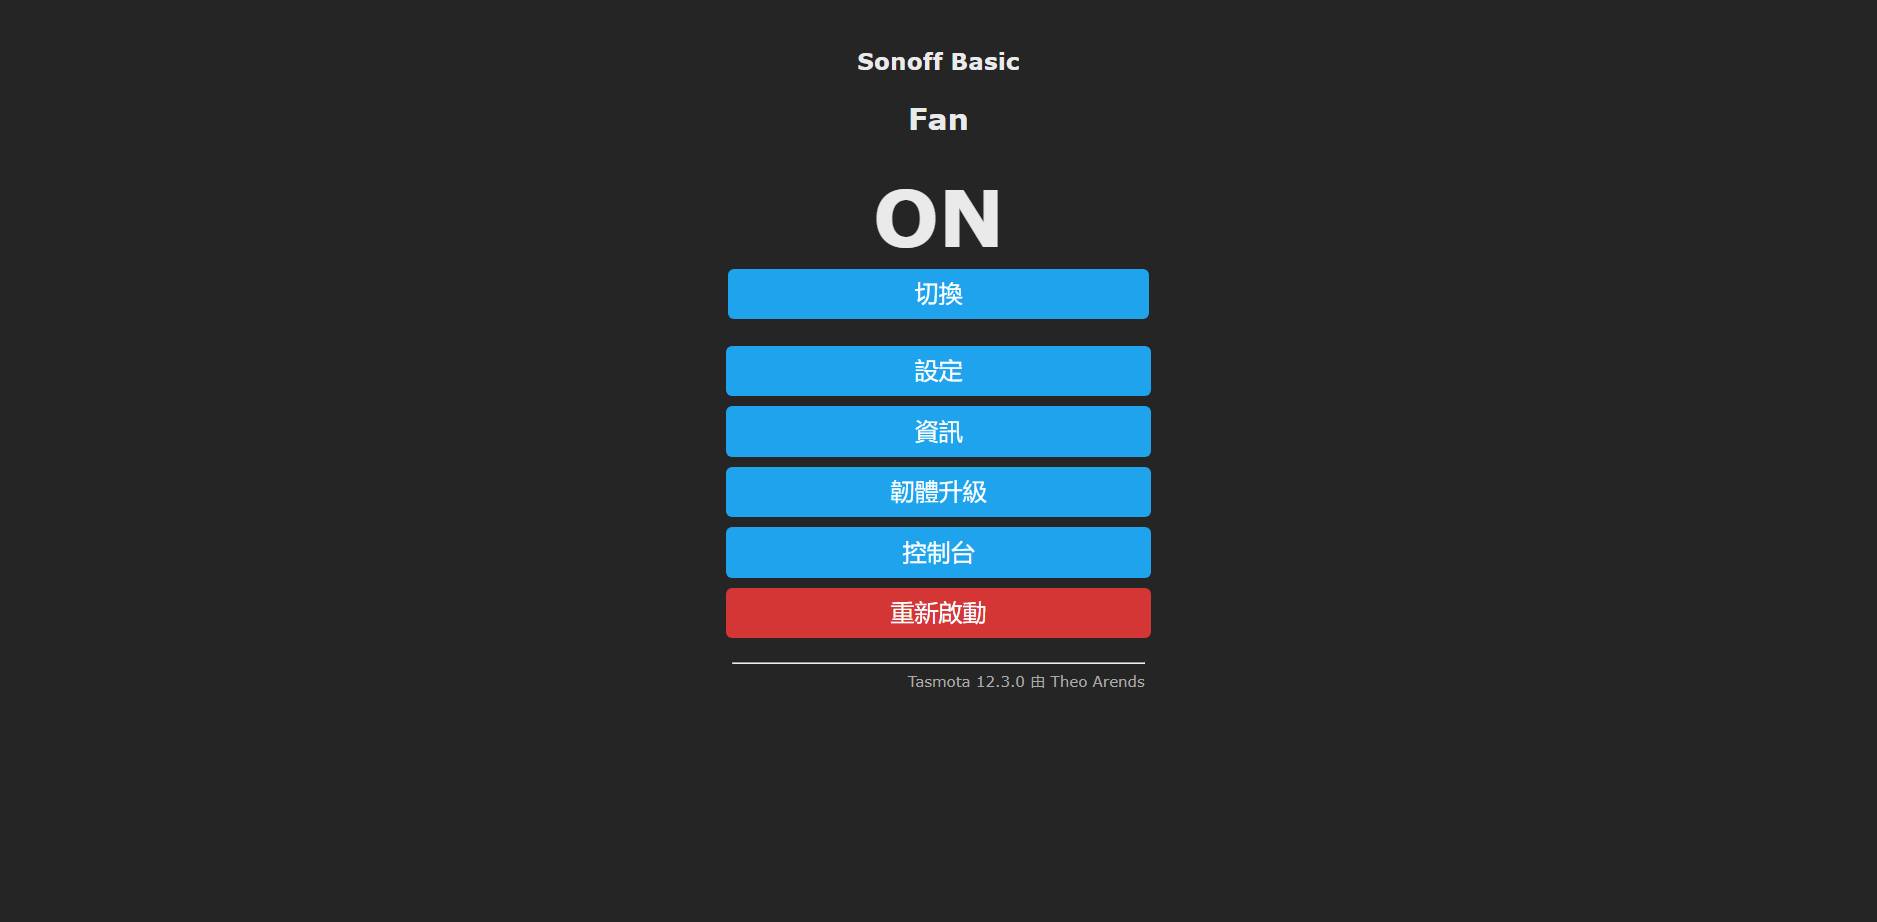 Sonoff Basic
Fan
ON
切換
設定
資訊
韌體升級
控制台
重新啟動
Tasmota 12.3.0 由 Theo Arends